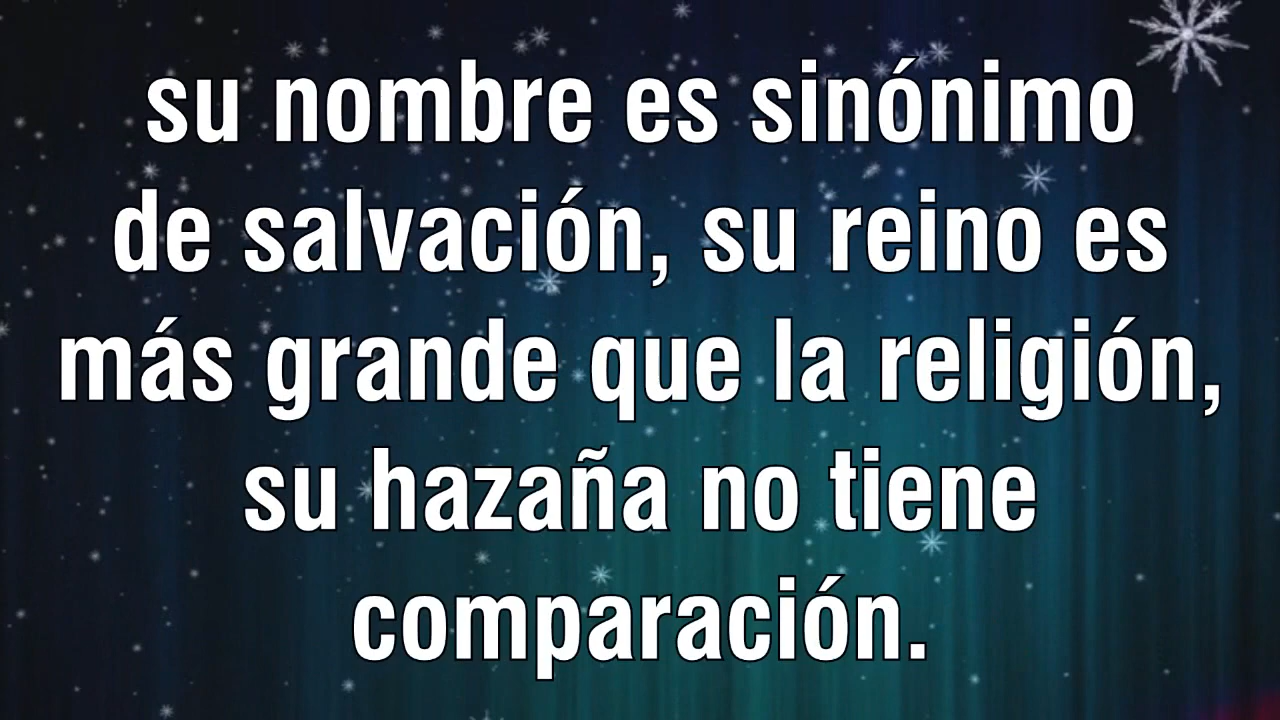 su nombre es sinónimo
de salvación, su reino es
más grande que la religión,
su hazaña no tiene
comparación.